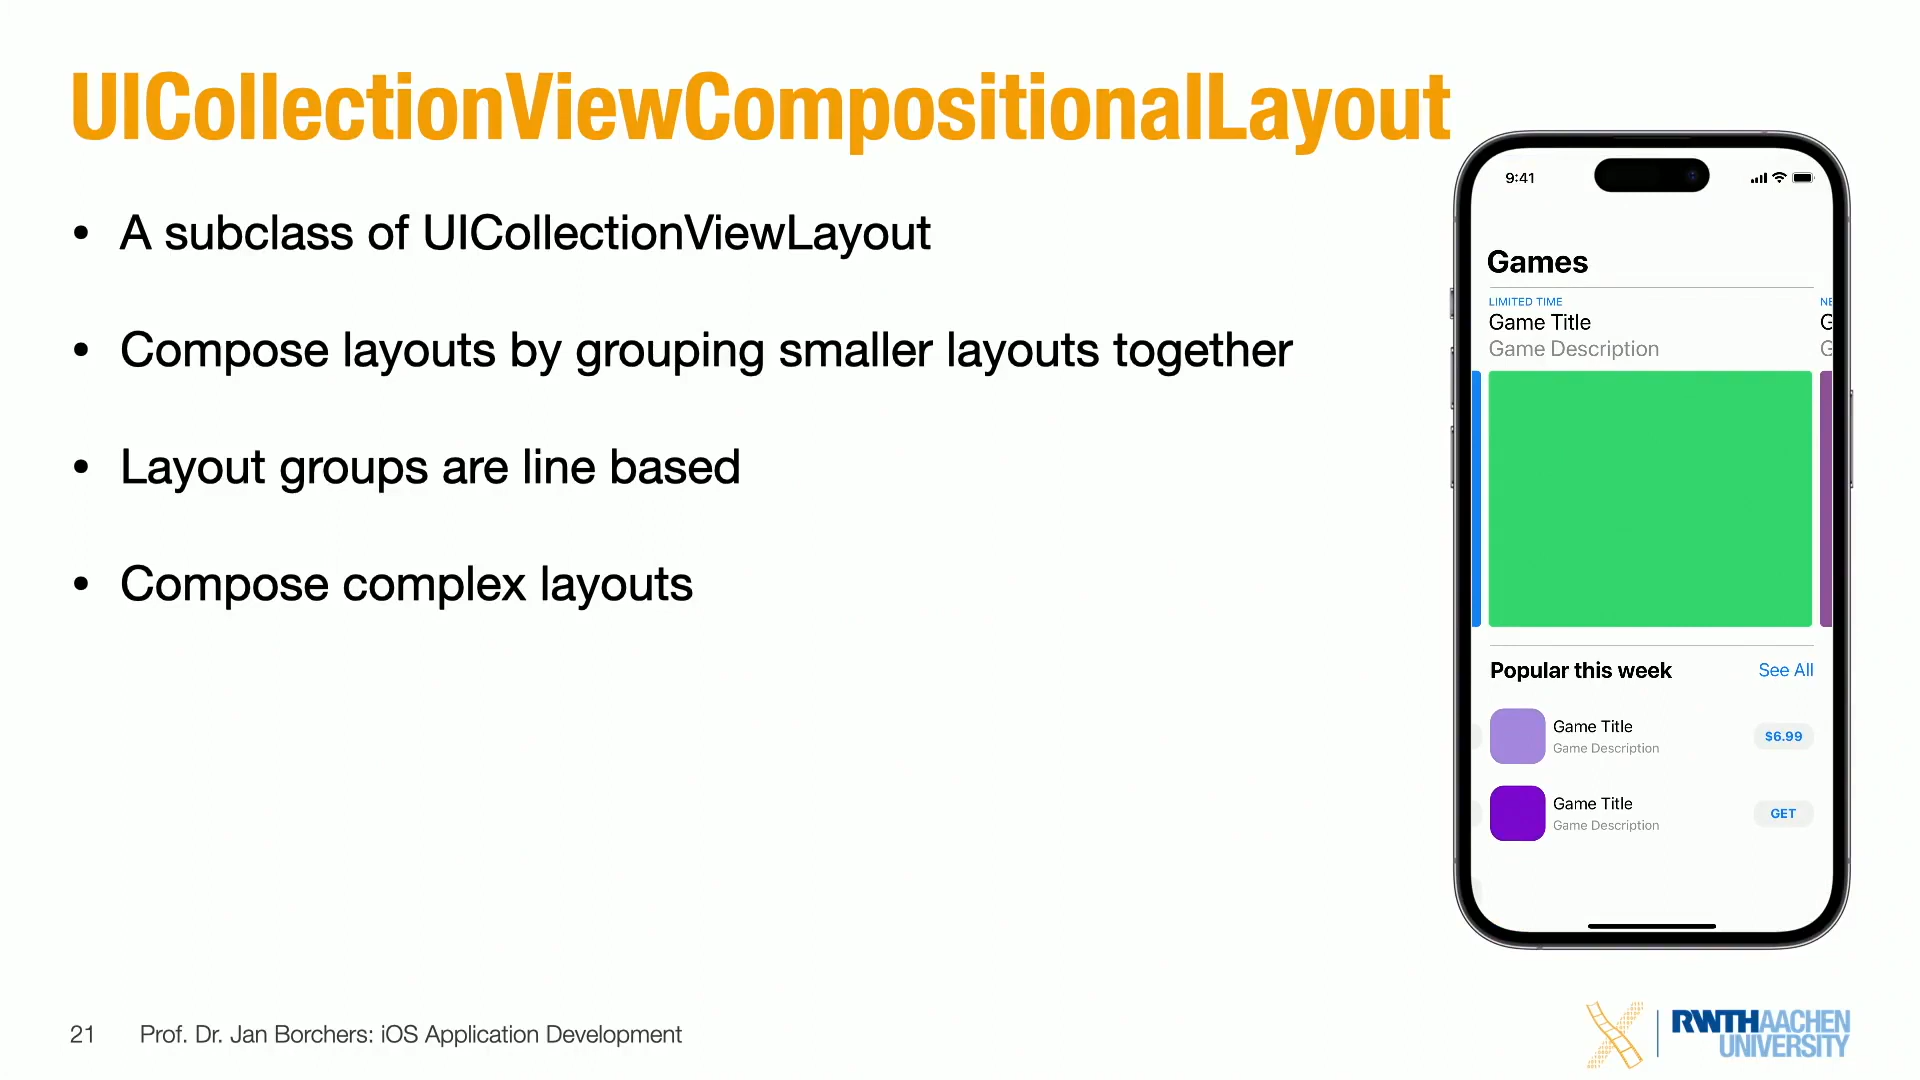 UICollectionViewCompositionalLayout
• A subclass of UICollectionViewLayout
• Compose layouts by grouping smaller layouts together
• Layout groups are line based
• Compose complex layouts
9:41
Games
LIMITED TIME
NE
Game Title
G
Game Description
G
Popular this week
See All
Game Title
Game Description
$6.99
Game Title
Game Description
GET
21
Prof. Dr. Jan Borchers: iOS Application Development
RWTHAACHEN
UNIVERSITY